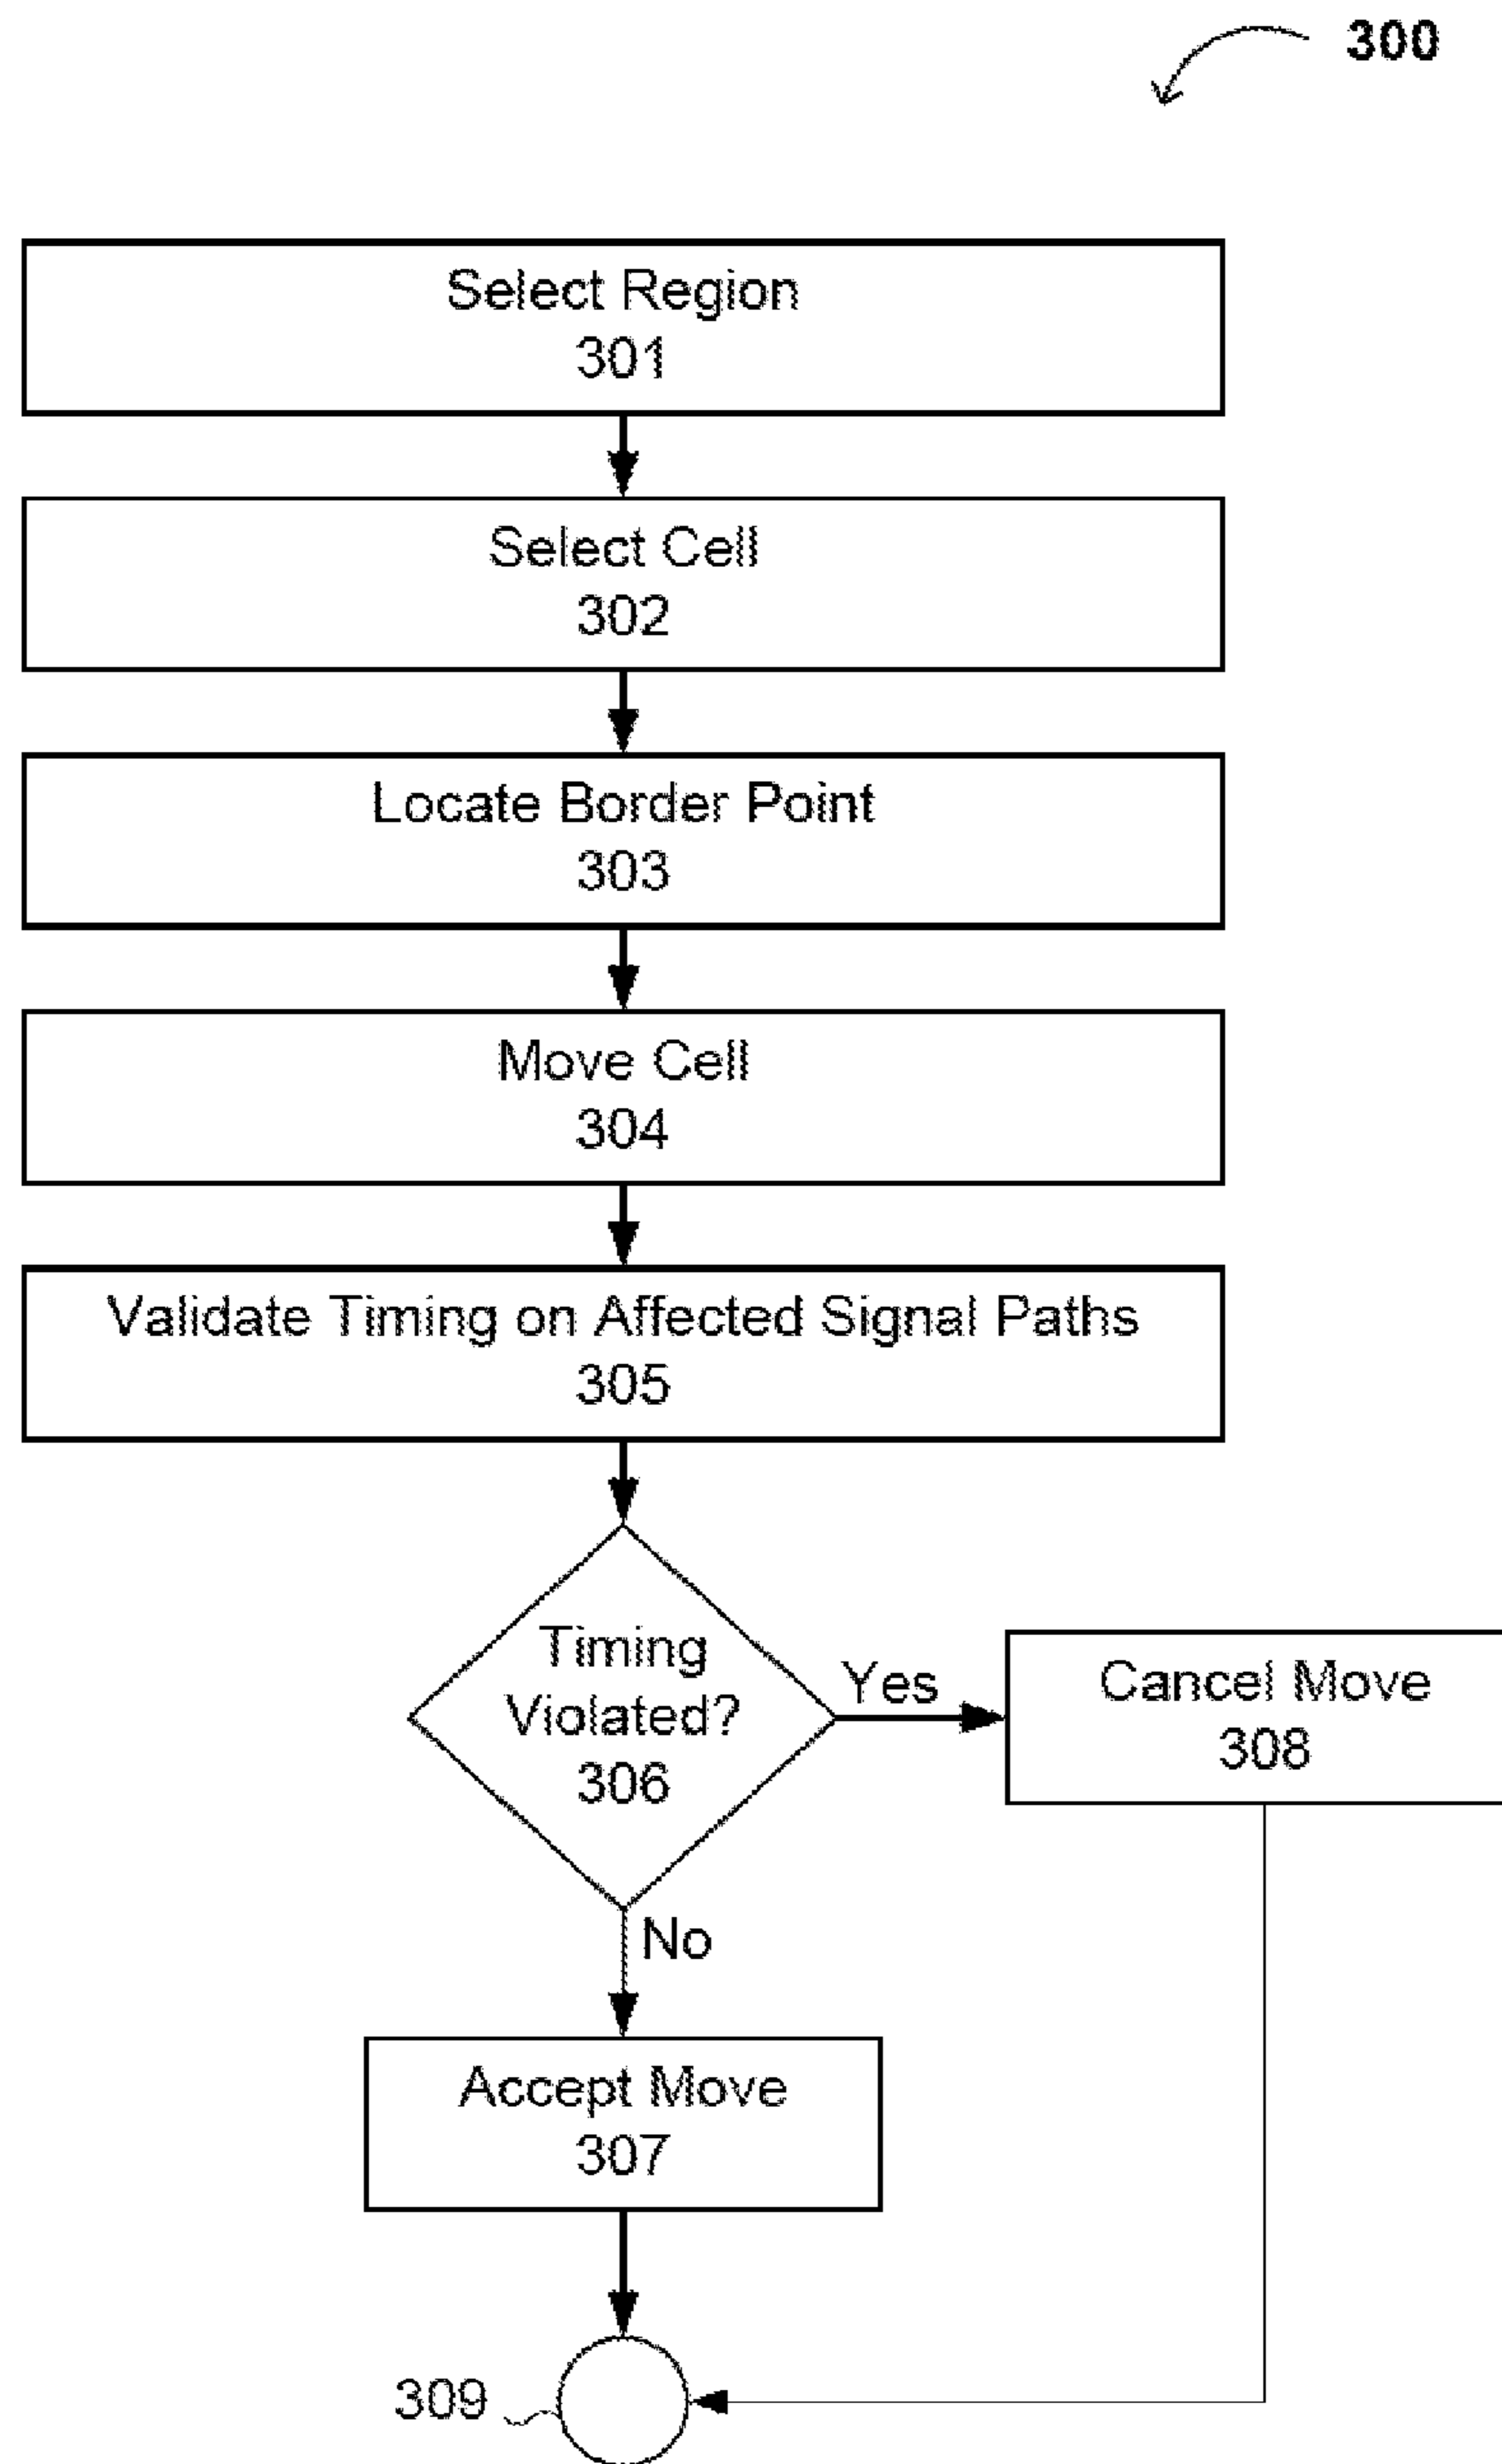 300
Select Region
301
Select Cell
302
Locate Border Point
303
Move Cell
304
Validate Timing on Affected Signal Paths
305
Timing
Violated?
306
Yes
Cancel Move
308
No
Accept Move
307
309